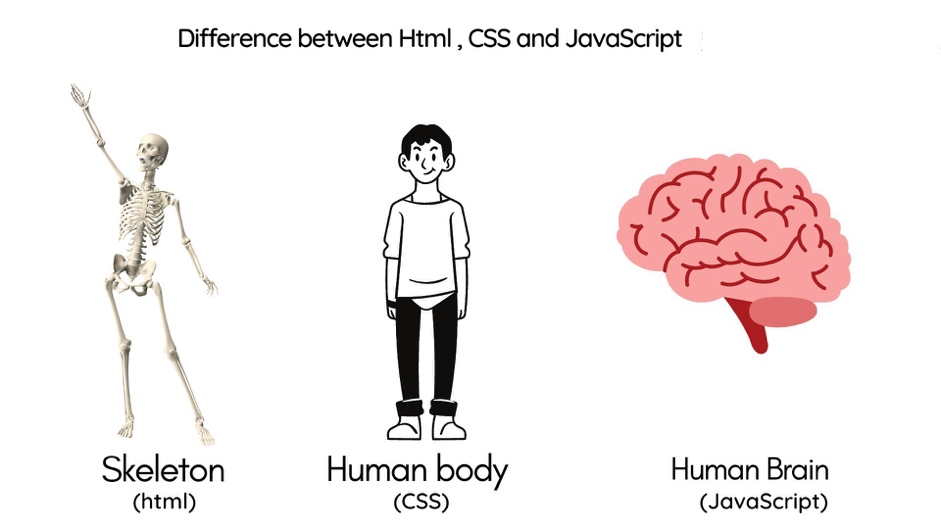 Difference between Html , CSS and JavaScript
Skeleton
(html)
Human body
(CSS)
Human Brain
(JavaScript)